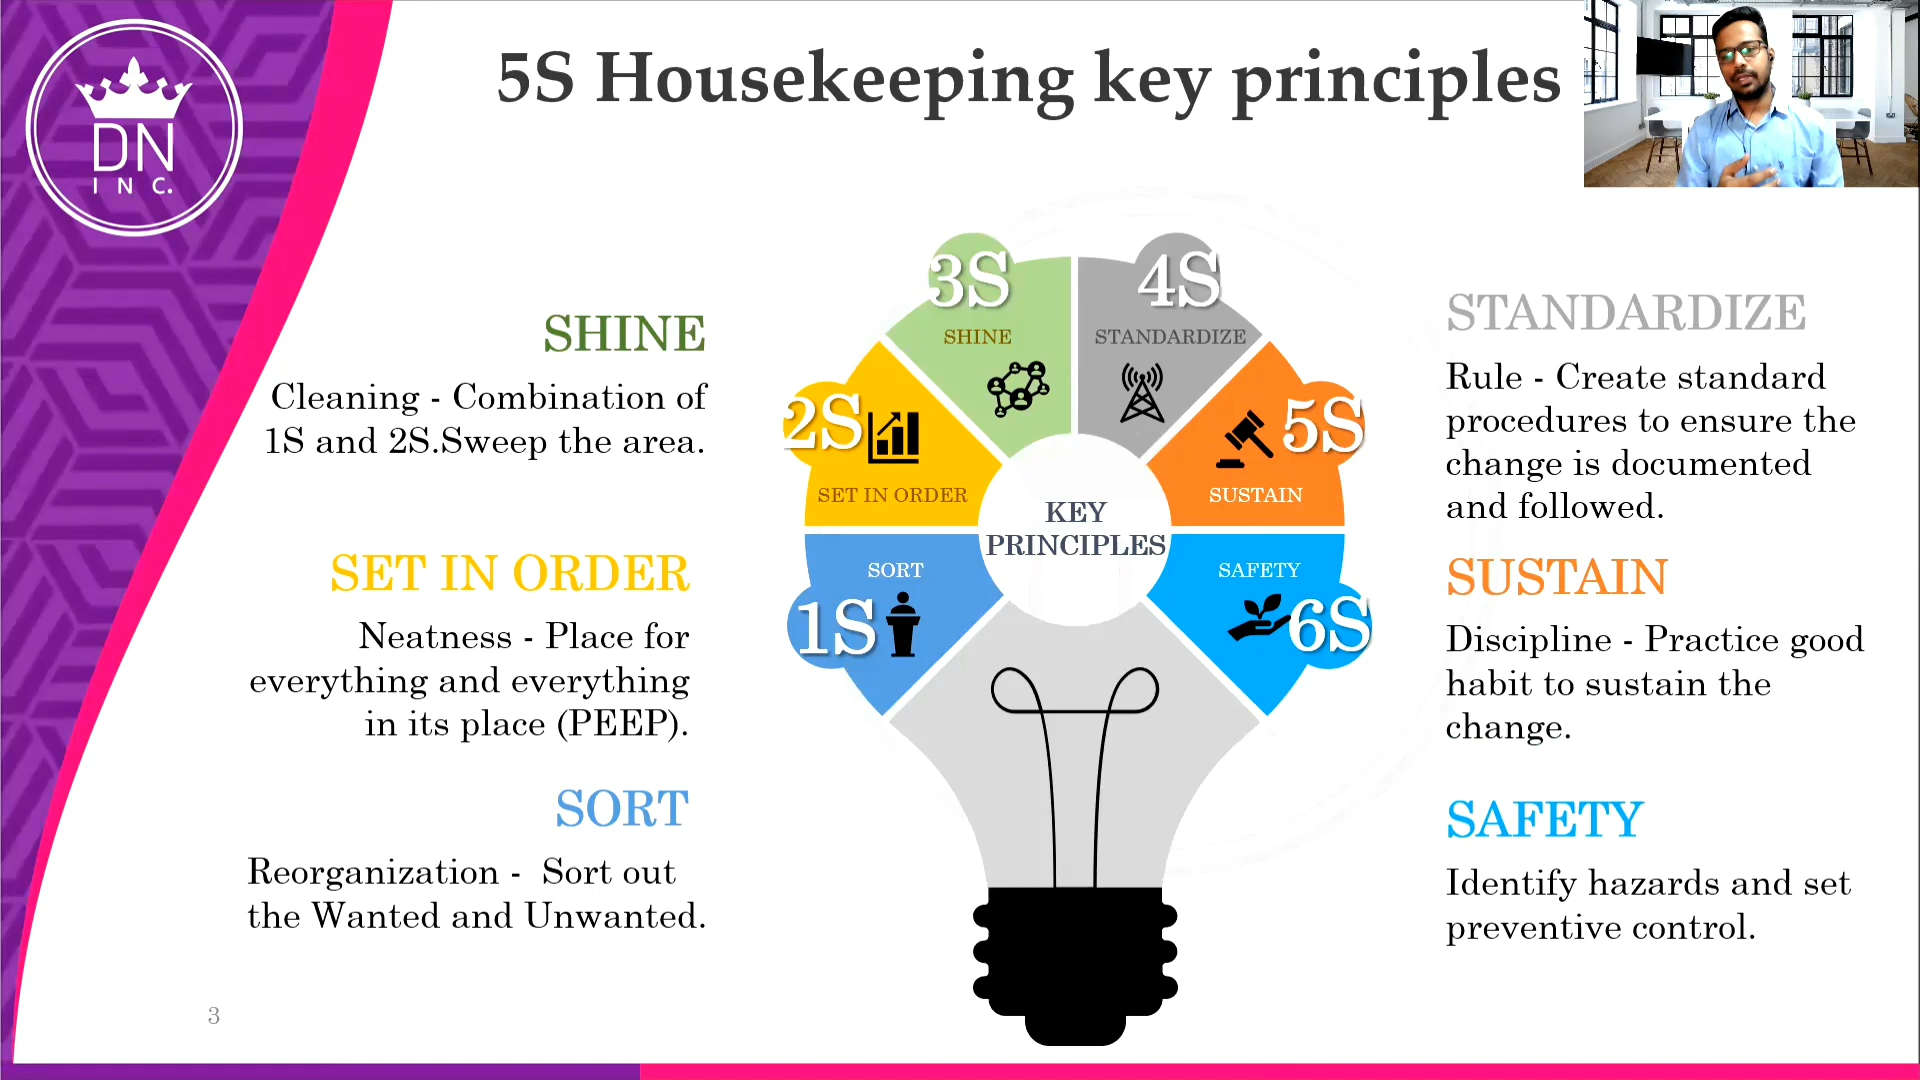 DN
INC.
5S Housekeeping key principles
SHINE
Cleaning - Combination of
1S and 2S.Sweep the area.
SET IN ORDER
Neatness - Place for
everything and everything
in its place (PEEP).
SORT
Reorganization -  Sort out
the Wanted and Unwanted.
3S
SHINE
4S
STANDARDIZE
2S
SET IN ORDER
5S
SUSTAIN
KEY
PRINCIPLES
SORT
1S
SAFETY
6S
STANDARDIZE
Rule - Create standard
procedures to ensure the
change is documented
and followed.
SUSTAIN
Discipline - Practice good
habit to sustain the
change.
SAFETY
Identify hazards and set
preventive control.
3